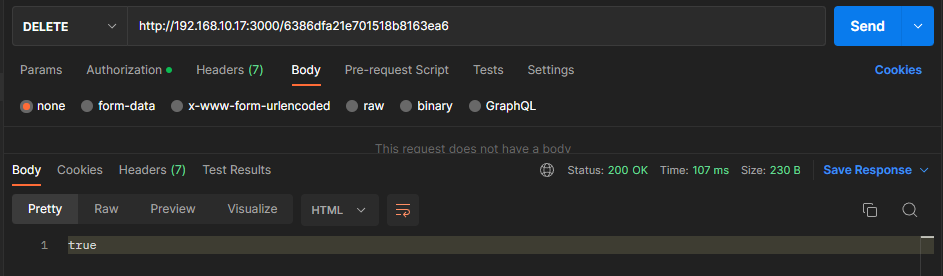 DELETE http://192.168.10.17:3000/6386dfa21e701518b8163ea6 Send
Params Authorization Headers (7) Body Pre-request Script Tests Settings Cookies
none form-data x-www-form-urlencoded raw binary GraphQL
This request does not have a body
Body Cookies Headers (7) Test Results Status: 200 OK Time: 107 ms Size: 230 B Save Response
Pretty Raw Preview Visualize HTML
1 true